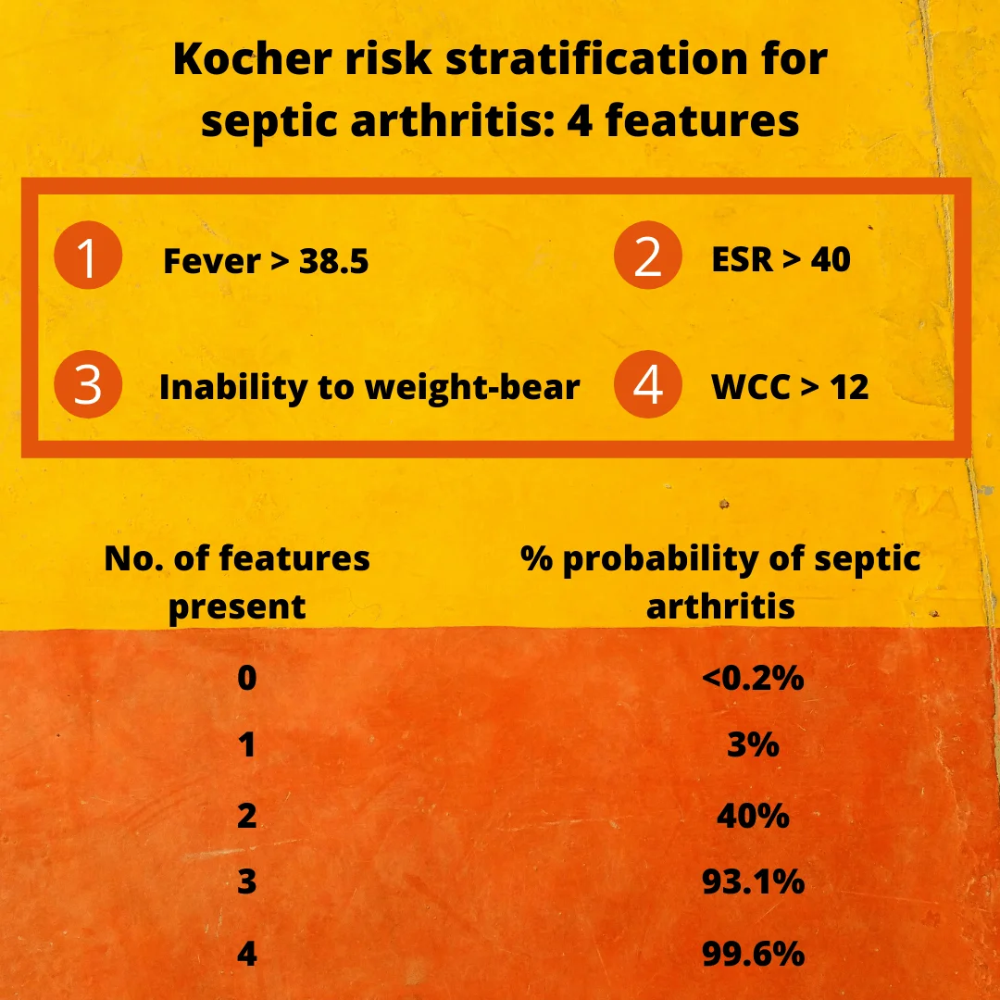 Kocher risk stratification for
septic arthritis: 4 features
1 Fever > 38.5
2 ESR > 40
3 Inability to weight-bear
4 WCC > 12
No. of features
present
% probability of septic
arthritis
0 <0.2%
1 3%
2 40%
3 93.1%
4 99.6%